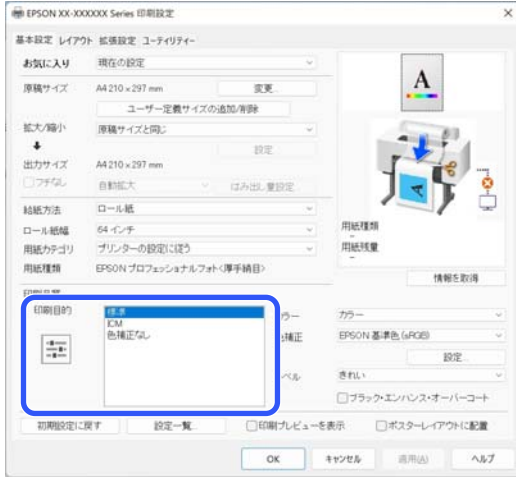 EPSON XX-XXXXXX Series 印刷設定
基本設定 レイアウト 拡張設定 ユーティリティー
お気に入り 現在の設定
原稿サイズ A4 210 x 297 mm 変更...
ユーザー定義サイズの追加/削除
拡大/縮小 原稿サイズと同じ
設定...
出力サイズ A4 210 x 297 mm
フチなし 自動拡大 はみ出し量設定...
給紙方法 ロール紙
ロール紙幅 64 インチ
用紙カテゴリ プリンターの設定にぼう
用紙種類 EPSON プロフェッショナルフォト<厚手絹目>
A
A
用紙種類
-
用紙残量
-
情報を取得
印刷目的 標準
ICM
色補正なし
ラー カラー
補正 EPSON 基準色 (sRGB)
設定...
ベル きれい
ブラック・エンハンス・オーバーコート
初期設定に戻す 設定一覧... 印刷プレビューを表示 ポスターレイアウトに配置
OK キャンセル 適用(A) ヘルプ